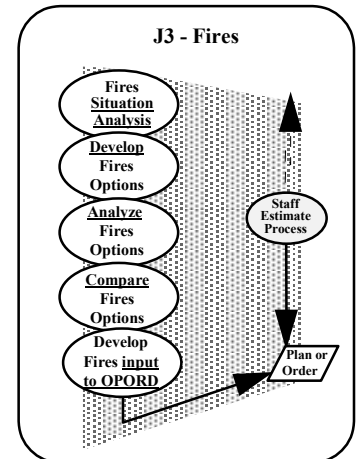 J3 - Fires
Fires
Situation
Analysis
Develop
Fires
Options
Analyze
Fires
Options
Compare
Fires
Options
Develop
Fires input
to OPORD
Staff
Estimate
Process
Plan or
Order